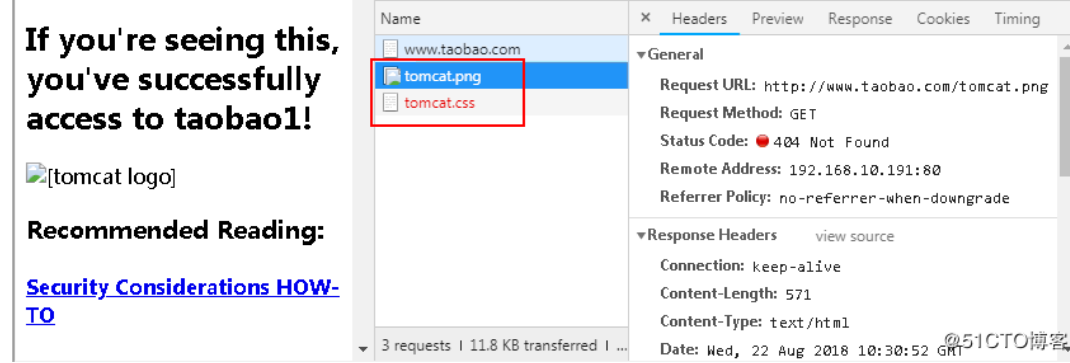 If you're seeing this,
you've successfully
access to taobao1!
[tomcat logo]
Recommended Reading:
Security Considerations HOW-
TO
Name
www.taobao.com
tomcat.png
tomcat.css
3 requests | 11.8 KB transferred | ...
× Headers Preview Response Cookies Timing
▾General
Request URL: http://www.taobao.com/tomcat.png
Request Method: GET
Status Code: 404 Not Found
Remote Address: 192.168.10.191:80
Referrer Policy: no-referrer-when-downgrade
▾Response Headers view source
Connection: keep-alive
Content-Length: 571
Content-Type: text/html
Date: Wed, 22 Aug 2018 10:30:52 GMT
@51CTO博客